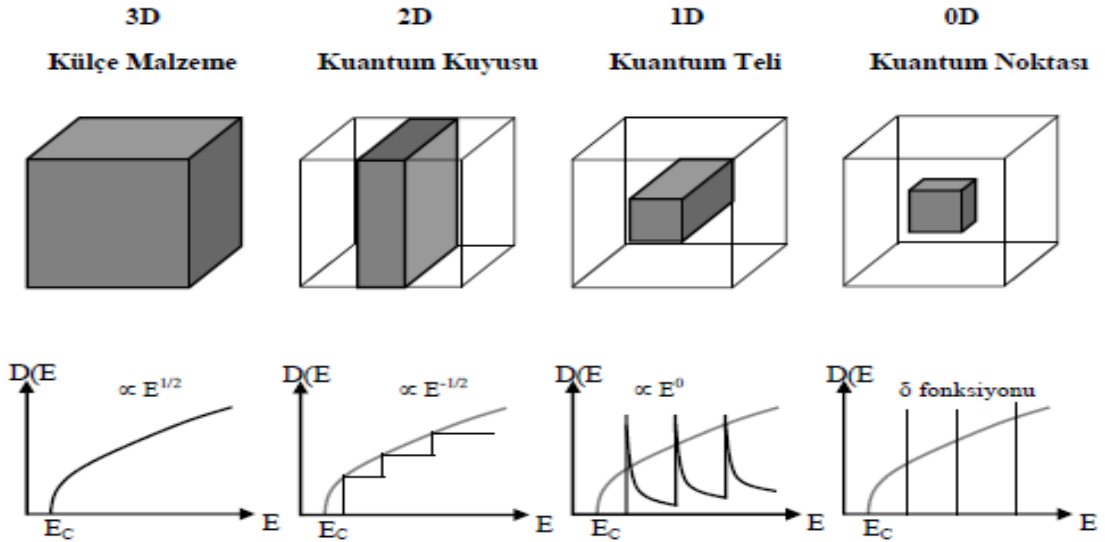 3D 2D 1D 0D
Külçe Malzeme Kuantum Kuyusu Kuantum Teli Kuantum Noktası
D(E ∝ E^1/2 D(E ∝ E^-1/2 D(E ∝ E^0 D(E δ fonksiyonu
E_C E E_C E E_C E E_C E